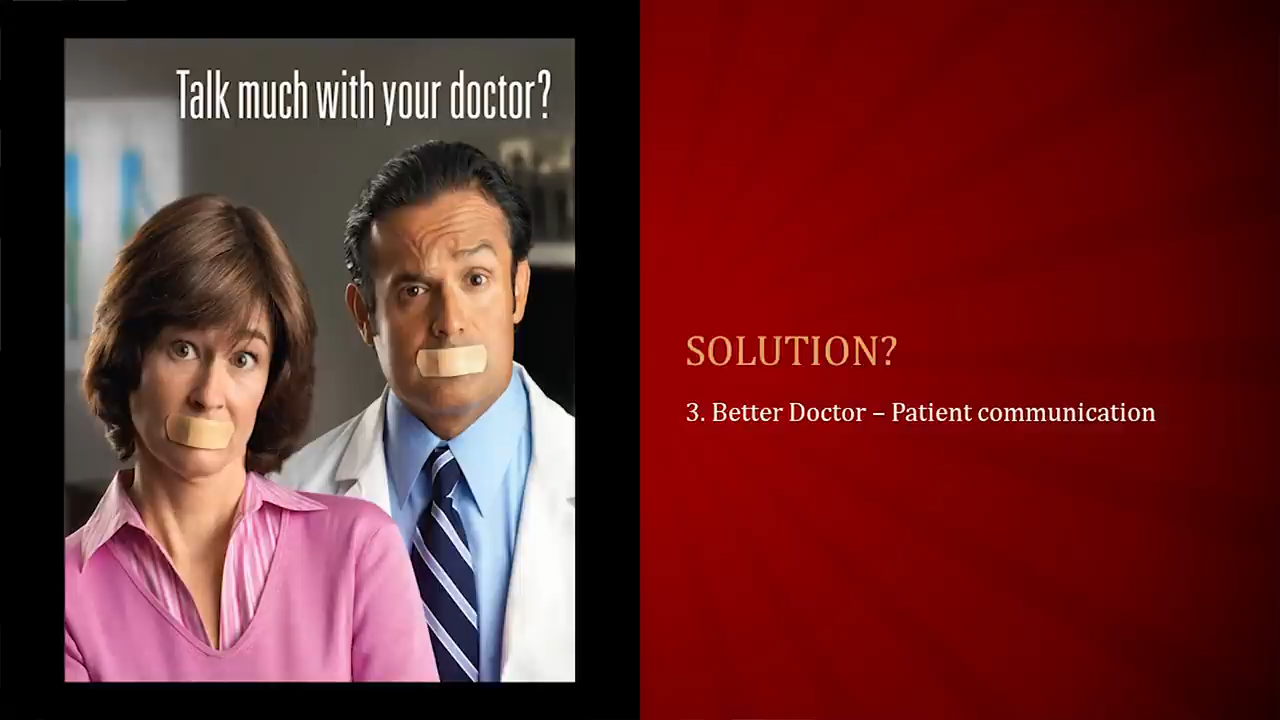 Talk much with your doctor?
SOLUTION?
3. Better Doctor – Patient communication